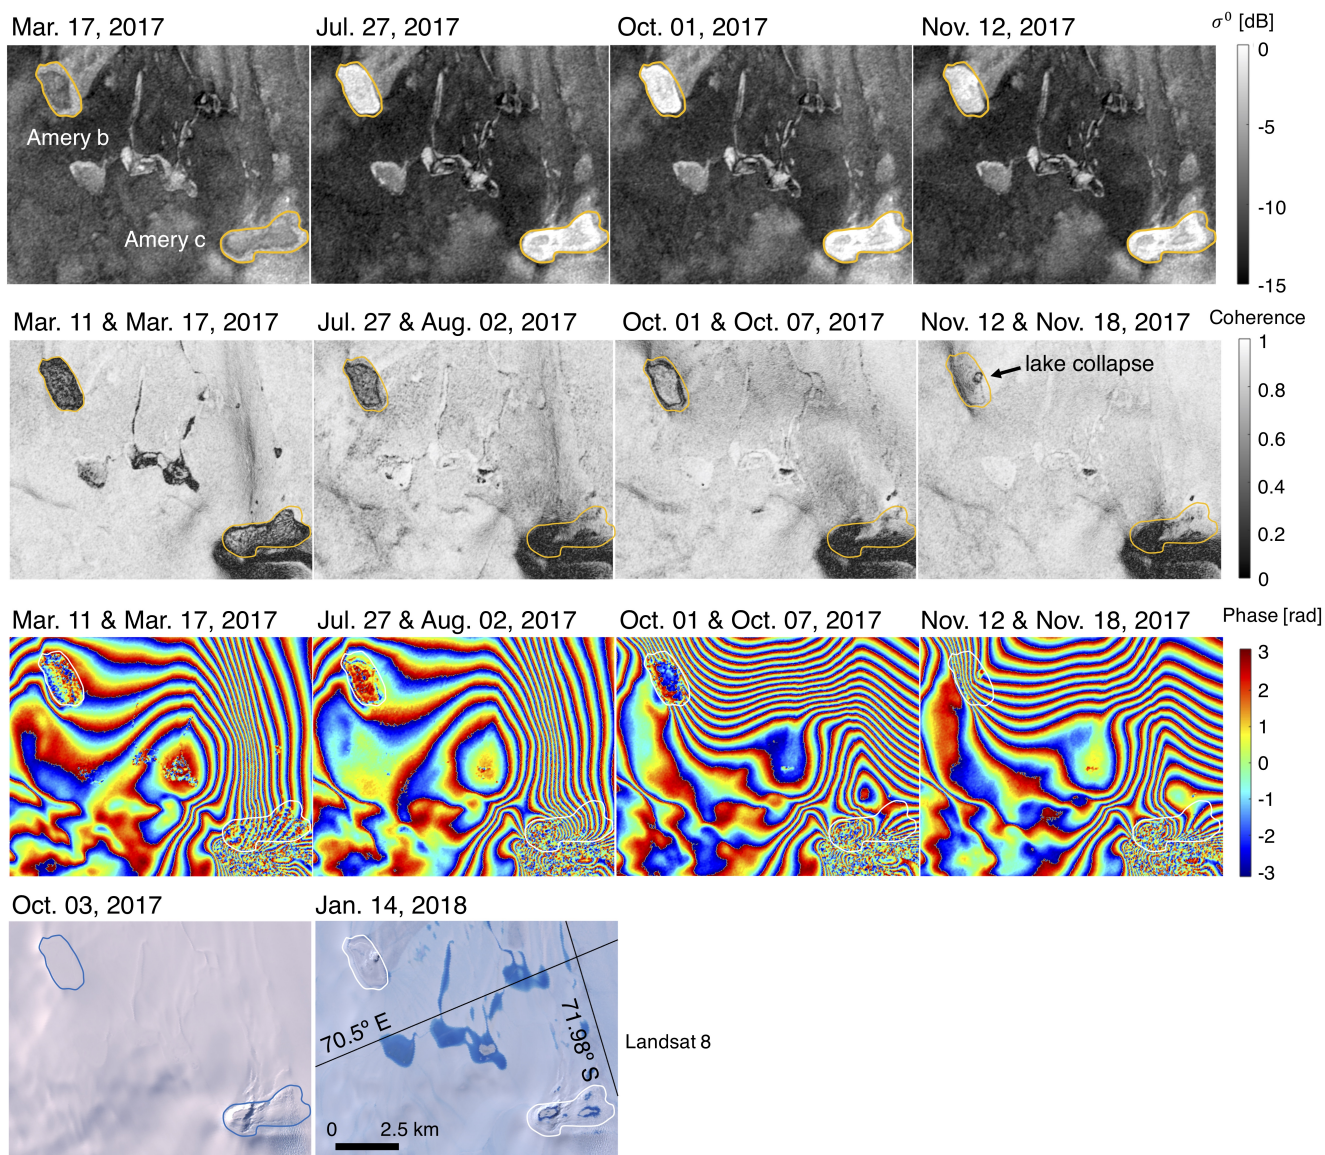 Mar. 17, 2017 Jul. 27, 2017 Oct. 01, 2017 Nov. 12, 2017 σ⁰ [dB]
0
-5
-10
-15
Amery b
Amery c
Mar. 11 & Mar. 17, 2017 Jul. 27 & Aug. 02, 2017 Oct. 01 & Oct. 07, 2017 Nov. 12 & Nov. 18, 2017 Coherence
1
0.8
0.6
0.4
0.2
0
lake collapse
Mar. 11 & Mar. 17, 2017 Jul. 27 & Aug. 02, 2017 Oct. 01 & Oct. 07, 2017 Nov. 12 & Nov. 18, 2017 Phase [rad]
3
2
1
0
-1
-2
-3
Oct. 03, 2017 Jan. 14, 2018
70.5º E
71.98º S
Landsat 8
0 2.5 km